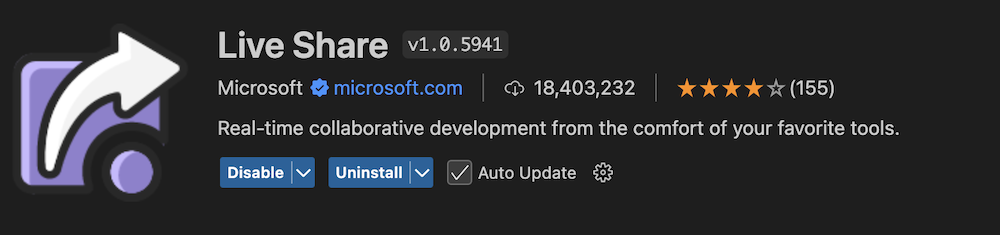 Live Share v1.0.5941
Microsoft microsoft.com 18,403,232 (155)
Real-time collaborative development from the comfort of your favorite tools.
Disable Uninstall Auto Update